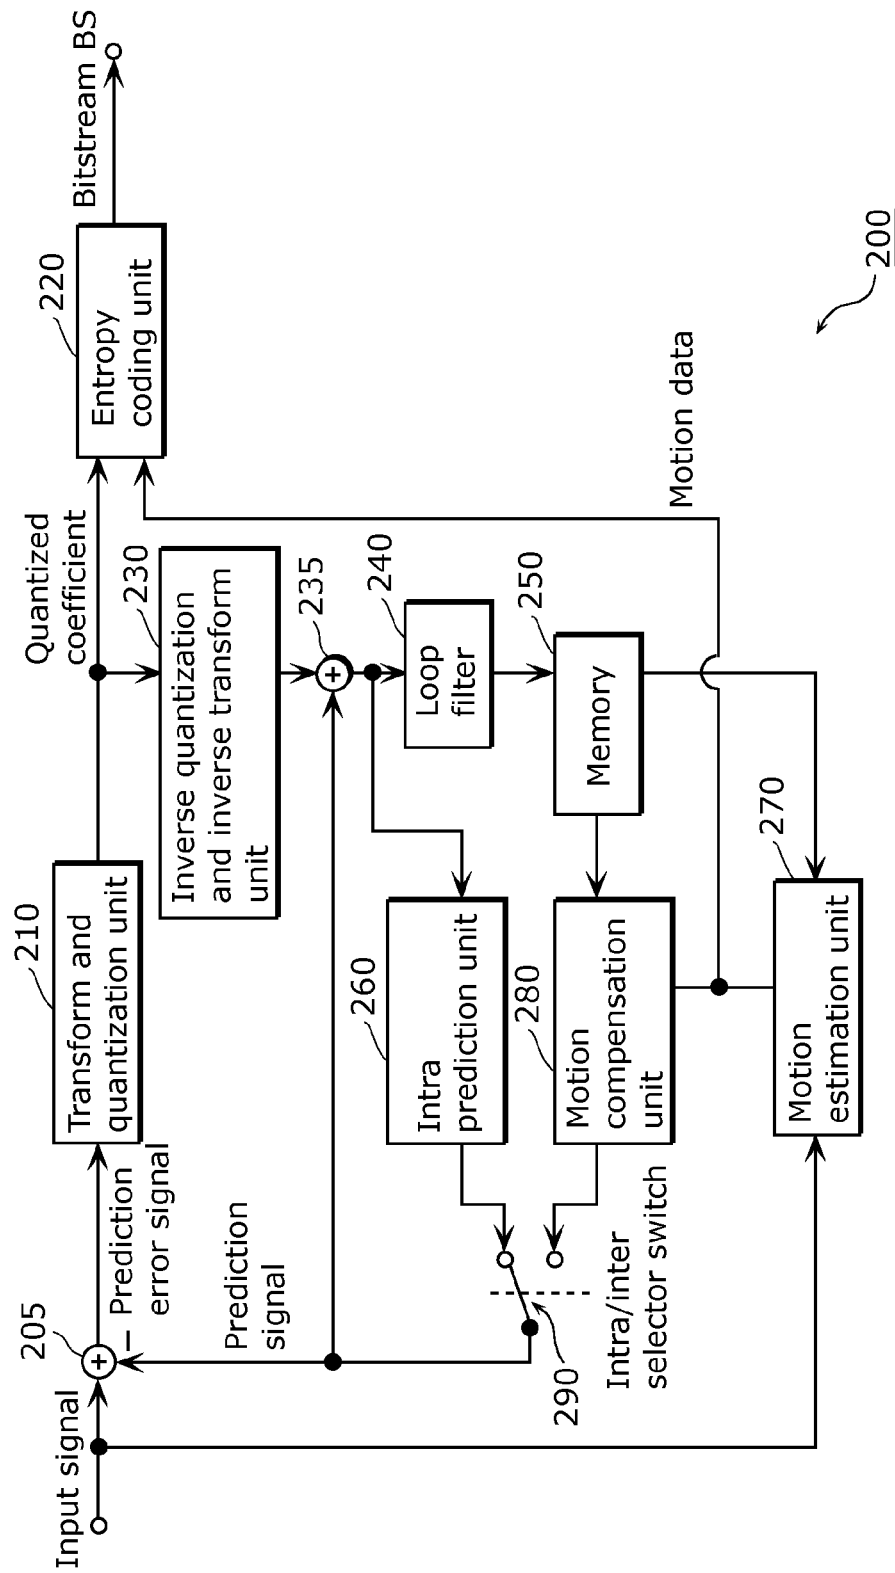 Input signal
205
Prediction
error signal
210
Transform and
quantization unit
Quantized
coefficient
220
Entropy
coding unit
Bitstream BS
230
Inverse quantization
and inverse transform
unit
235
Prediction
signal
240
Loop
filter
260
Intra
prediction unit
250
Memory
280
Motion
compensation
unit
290
Intra/inter
selector switch
270
Motion
estimation unit
Motion data
200